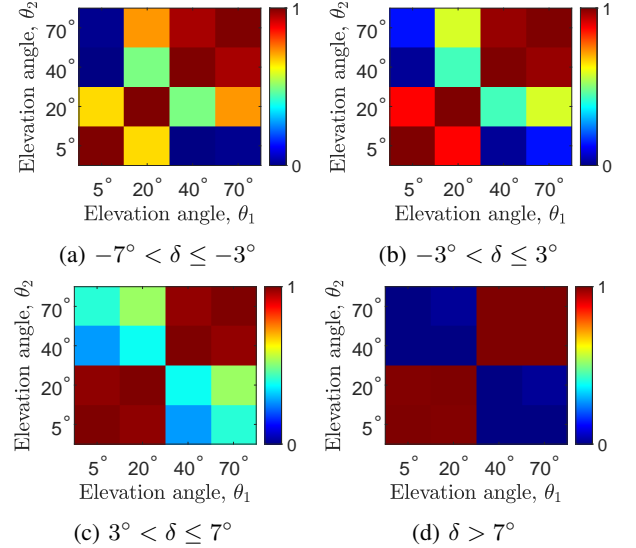 Elevation angle, θ₂
70°
40°
20°
5°
5° 20° 40° 70°
Elevation angle, θ₁
1
0
(a) −7° < δ ≤ −3°
Elevation angle, θ₂
70°
40°
20°
5°
5° 20° 40° 70°
Elevation angle, θ₁
1
0
(b) −3° < δ ≤ 3°
Elevation angle, θ₂
70°
40°
20°
5°
5° 20° 40° 70°
Elevation angle, θ₁
1
0
(c) 3° < δ ≤ 7°
Elevation angle, θ₂
70°
40°
20°
5°
5° 20° 40° 70°
Elevation angle, θ₁
1
0
(d) δ > 7°